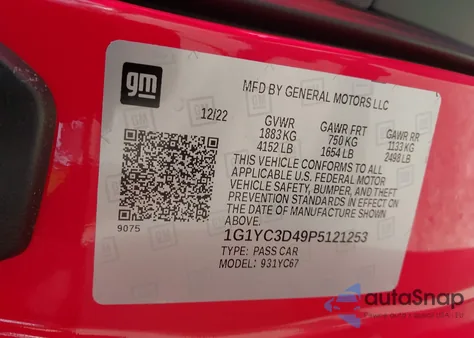 gm
MFD BY GENERAL MOTORS LLC
12/22
GVWR GAWR FRT GAWR RR
1883 KG 750 KG 1133 KG
4152 LB 1654 LB 2498 LB
THIS VEHICLE CONFORMS TO ALL
APPLICABLE U.S. FEDERAL MOTOR
VEHICLE SAFETY, BUMPER, AND THEFT
PREVENTION STANDARDS IN EFFECT ON
THE DATE OF MANUFACTURE SHOWN
ABOVE.
9075
1G1YC3D49P5121253
TYPE: PASS CAR
MODEL: 931YC67
autaSnap